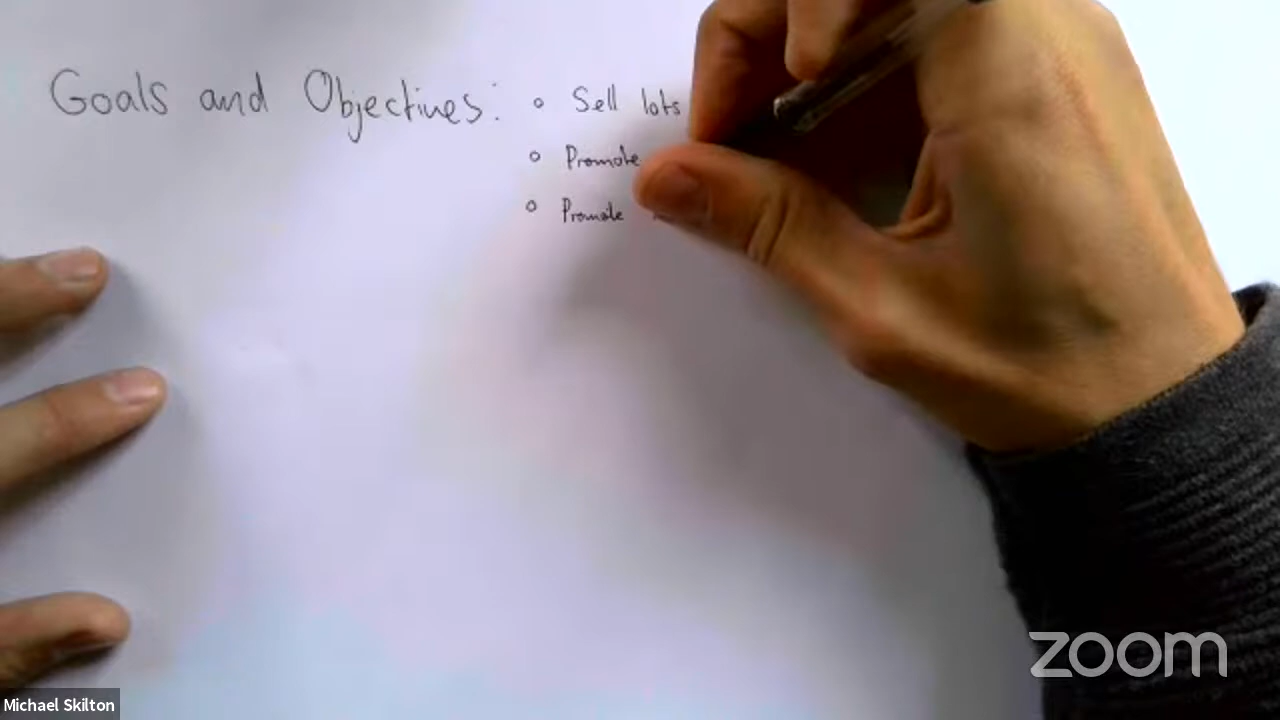 Goals and Objectives: o Sell lots
o Promote
o Promote
zoom
Michael Skilton